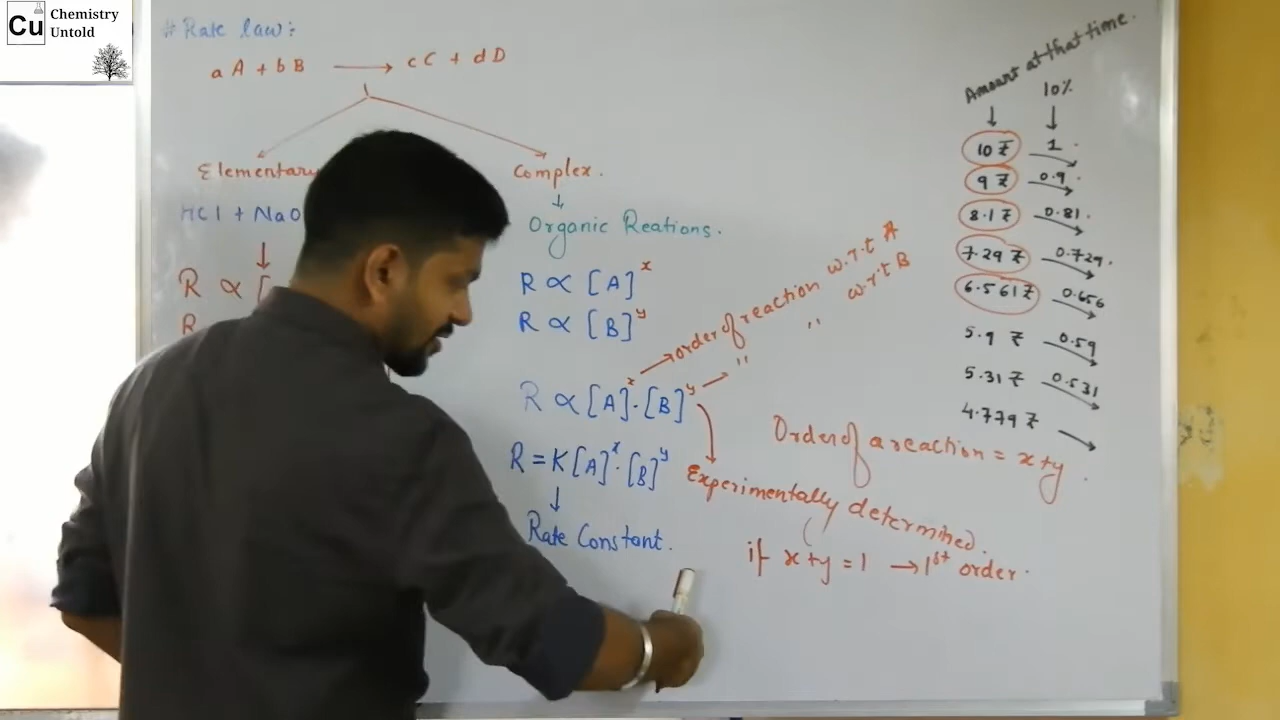 Cu
Chemistry
Untold
# Rate law:
aA + bB → cC + dD
Elementary
HCl + NaO
↓
R ∝ [
R
Complex.
↓
Organic Reations.
R ∝ [A]^x
R ∝ [B]^y
R ∝ [A]^x · [B]^y
→ order of reaction w.r.t A
→ " " w.r.t B
R = K[A]^x · [B]^y
↓
Rate Constant.
Experimentally determined.
Order of a reaction = x+y.
if x+y = 1 → 1st order.
Amount at that time.
10%
↓ ↓
10 ₹ 1.
9 ₹ 0.9.
8.1 ₹ 0.81.
7.29 ₹ 0.729.
6.561 ₹ 0.656
5.9 ₹ 0.59
5.31 ₹ 0.531
4.779 ₹